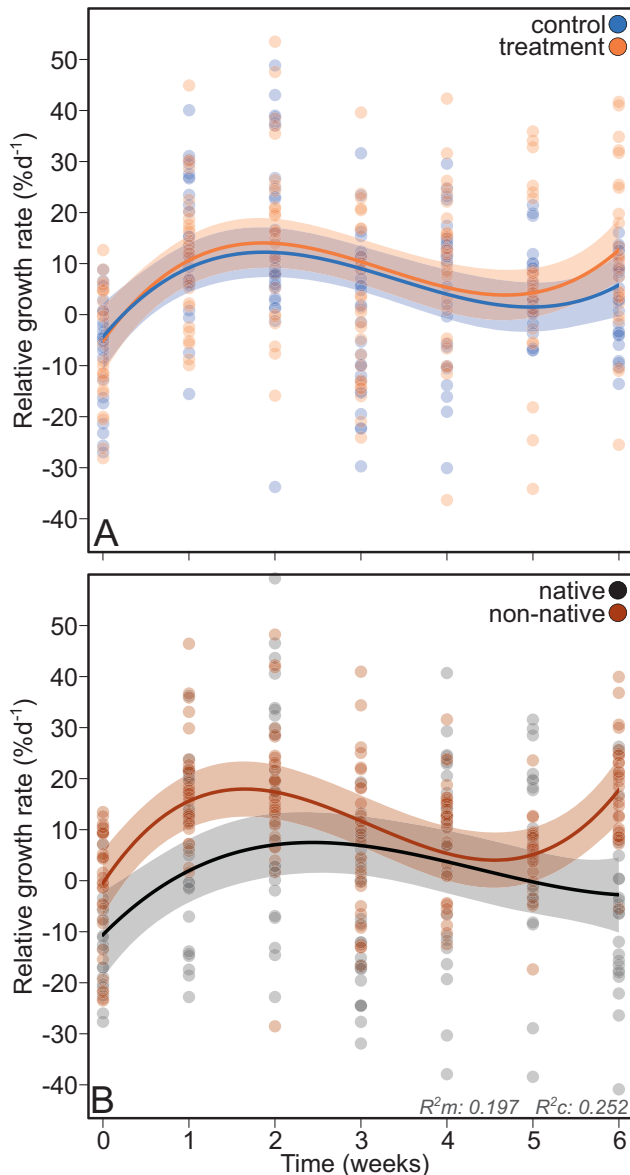 control
treatment
Relative growth rate (%d⁻¹)
50
40
30
20
10
0
-10
-20
-30
-40
A
native
non-native
Relative growth rate (%d⁻¹)
50
40
30
20
10
0
-10
-20
-30
-40
B
R²m: 0.197 R²c: 0.252
0 1 2 3 4 5 6
Time (weeks)